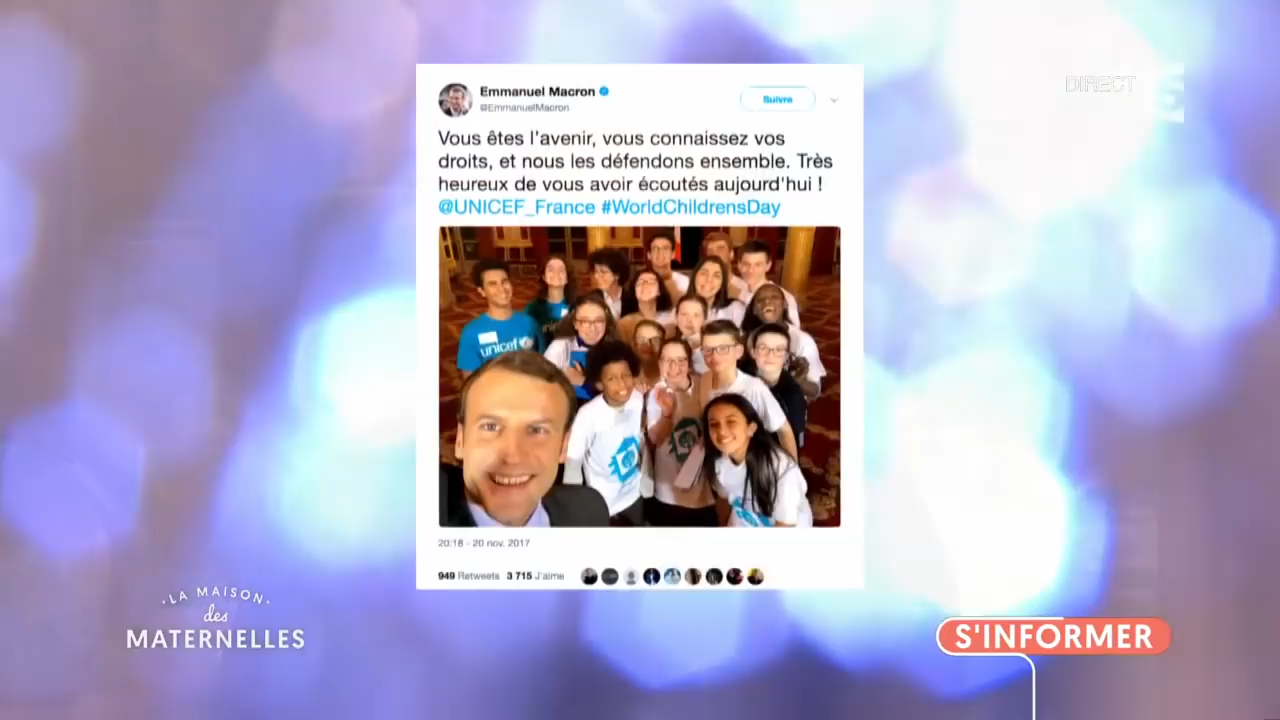 DIRECT
Emmanuel Macron
@EmmanuelMacron
Suivre
Vous êtes l'avenir, vous connaissez vos
droits, et nous les défendons ensemble. Très
heureux de vous avoir écoutés aujourd'hui !
@UNICEF_France #WorldChildrensDay
unicef
20:18 - 20 nov. 2017
949 Retweets 3 715 J'aime
LA MAISON
des
MATERNELLES
S'INFORMER